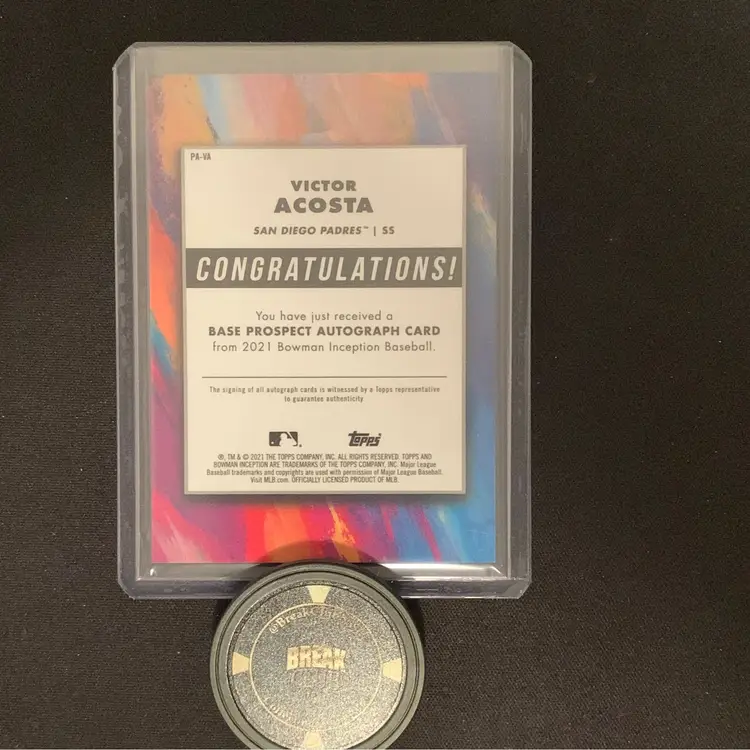 PA-VA
VICTOR
ACOSTA
SAN DIEGO PADRES™ | SS
CONGRATULATIONS!
You have just received a
BASE PROSPECT AUTOGRAPH CARD
from 2021 Bowman Inception Baseball.
The signing of all autograph cards is witnessed by a Topps representative
to guarantee authenticity
topps
®, TM & © 2021 THE TOPPS COMPANY, INC. ALL RIGHTS RESERVED. TOPPS AND
BOWMAN INCEPTION ARE TRADEMARKS OF THE TOPPS COMPANY, INC. Major League
Baseball trademarks and copyrights are used with permission of Major League Baseball.
Visit MLB.com. OFFICIALLY LICENSED PRODUCT OF MLB.
BREAK